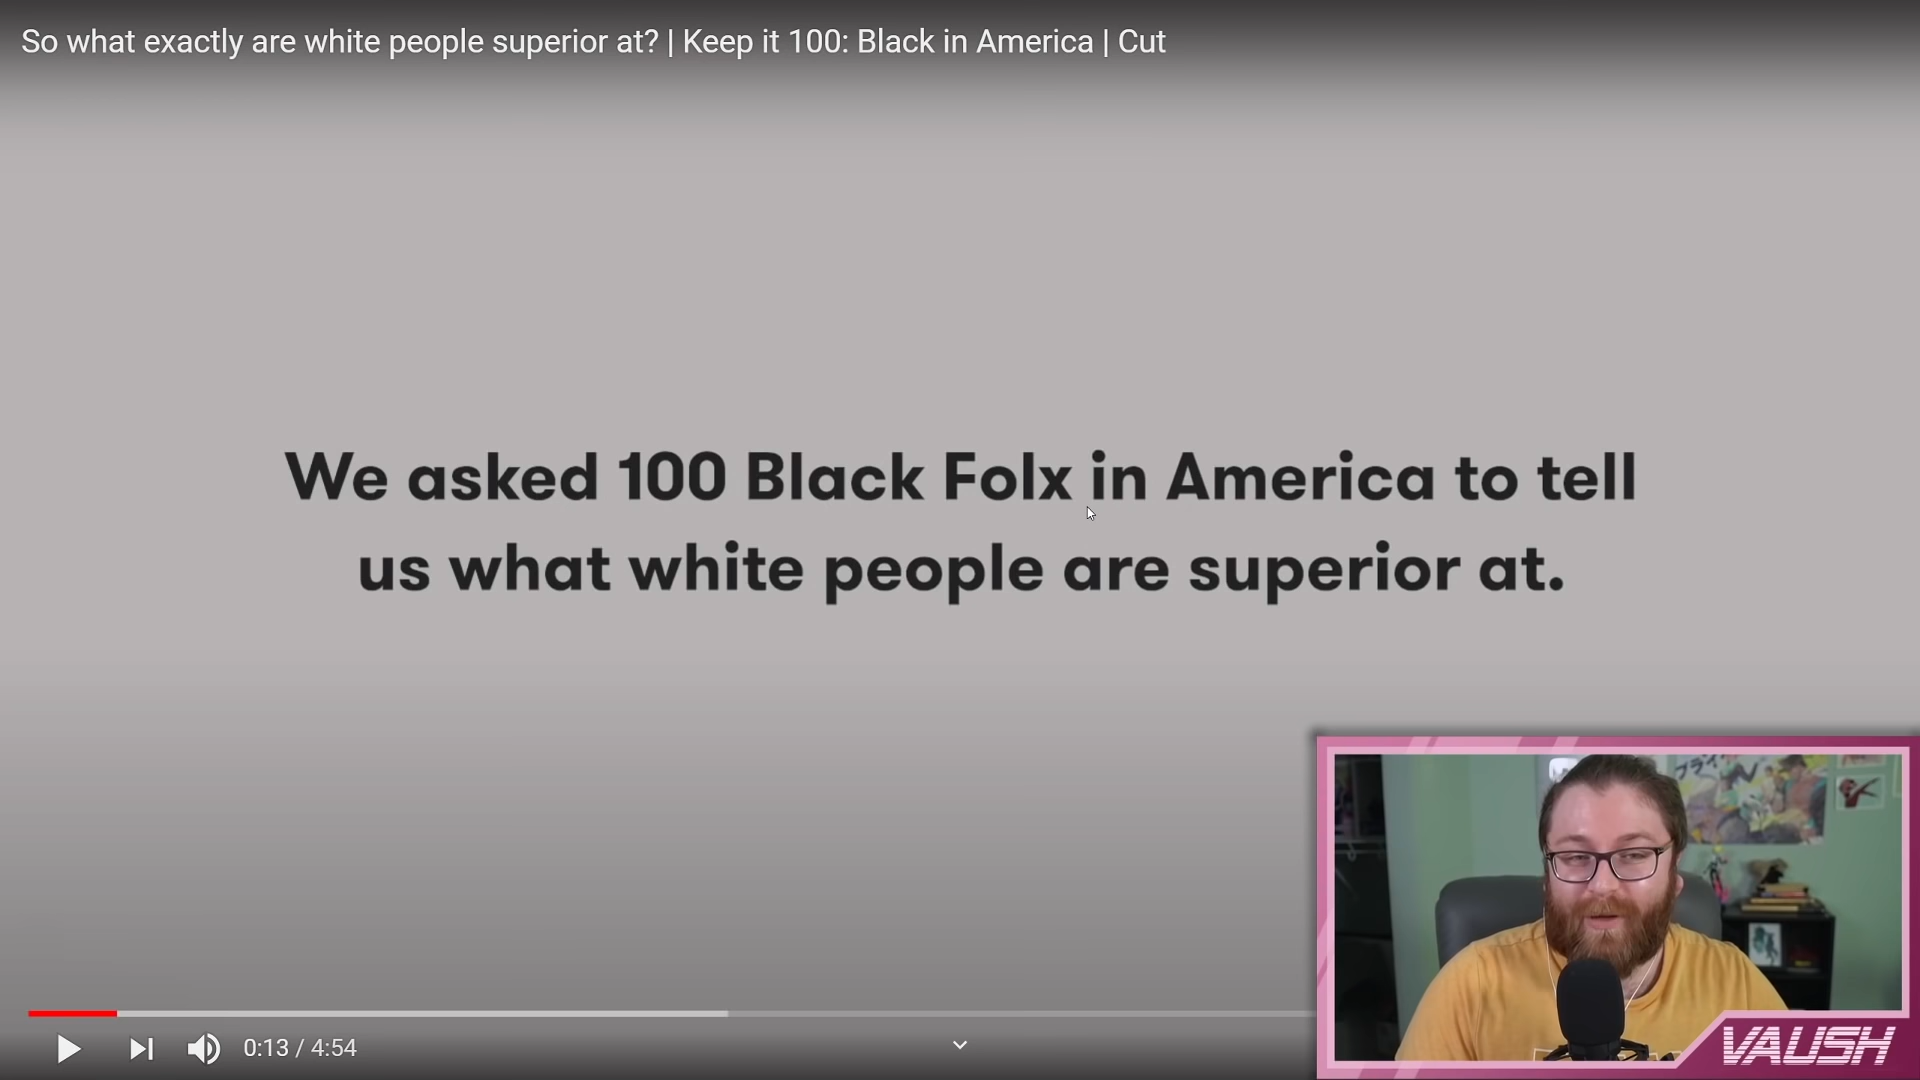 So what exactly are white people superior at? | Keep it 100: Black in America | Cut
We asked 100 Black Folx in America to tell
us what white people are superior at.
0:13 / 4:54
VAUSH